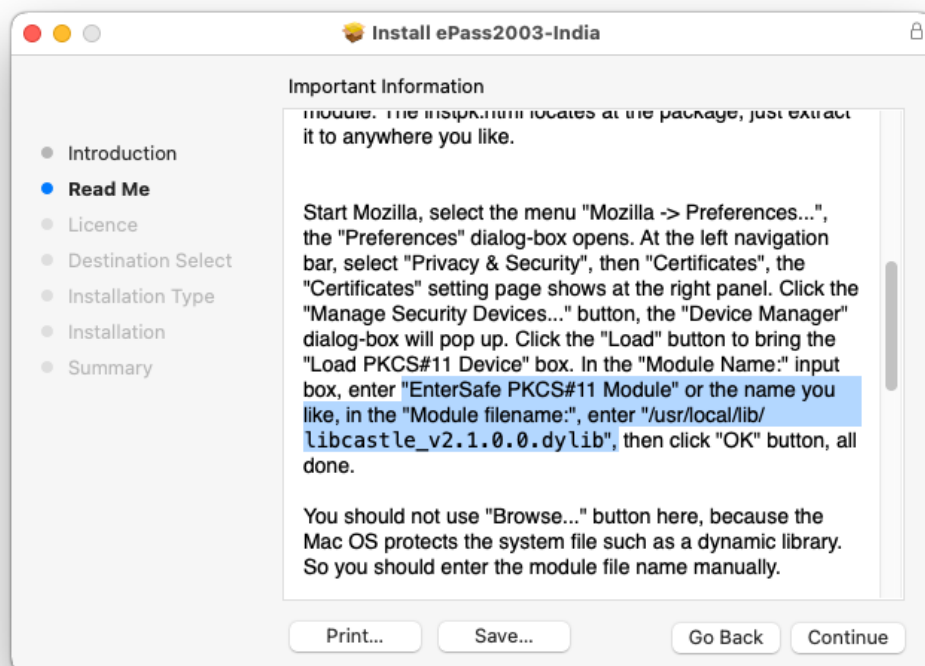 Install ePass2003-India
Important Information
module. The instpk.html locates at the package, just extract
it to anywhere you like.
Introduction
Read Me
Licence
Destination Select
Installation Type
Installation
Summary
Start Mozilla, select the menu "Mozilla -> Preferences...",
the "Preferences" dialog-box opens. At the left navigation
bar, select "Privacy & Security", then "Certificates", the
"Certificates" setting page shows at the right panel. Click the
"Manage Security Devices..." button, the "Device Manager"
dialog-box will pop up. Click the "Load" button to bring the
"Load PKCS#11 Device" box. In the "Module Name:" input
box, enter "EnterSafe PKCS#11 Module" or the name you
like, in the "Module filename:", enter "/usr/local/lib/
libcastle_v2.1.0.0.dylib", then click "OK" button, all
done.
You should not use "Browse..." button here, because the
Mac OS protects the system file such as a dynamic library.
So you should enter the module file name manually.
Print...
Save...
Go Back
Continue